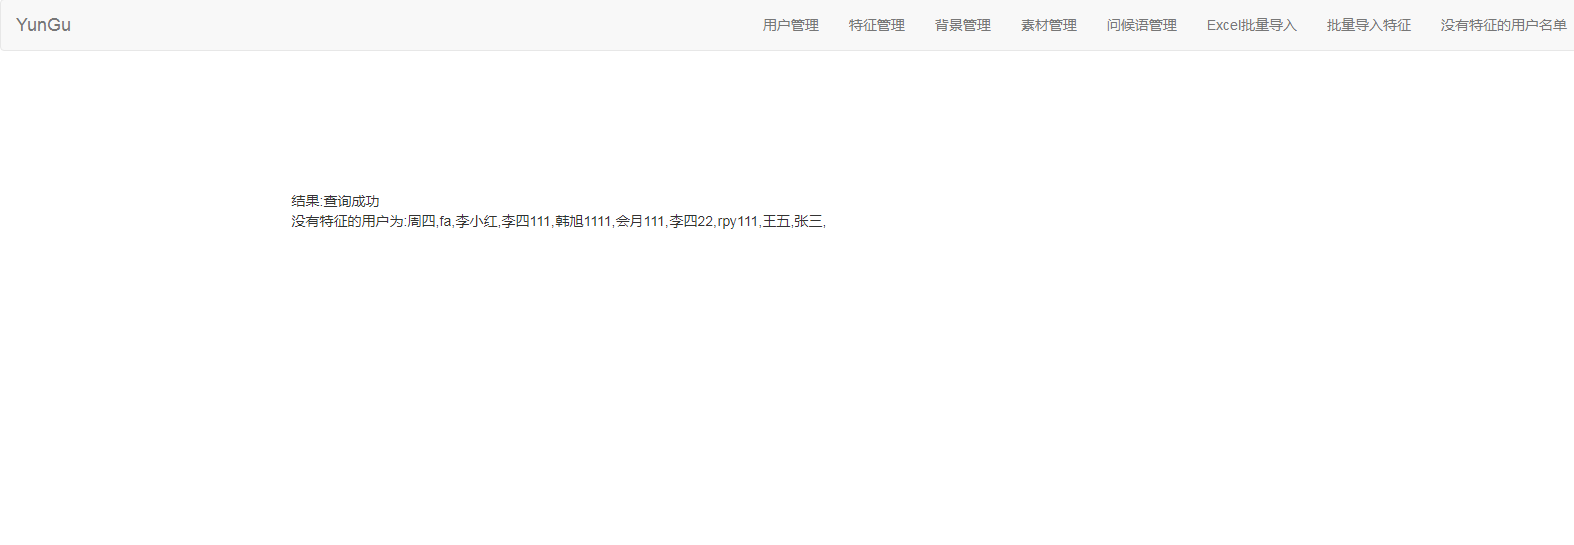 YunGu 用户管理 特征管理 背景管理 素材管理 问候语管理 Excel批量导入 批量导入特征 没有特征的用户名单
结果:查询成功
没有特征的用户为:周四,fa,李小红,李四111,韩旭1111,会月111,李四22,rpy111,王五,张三,